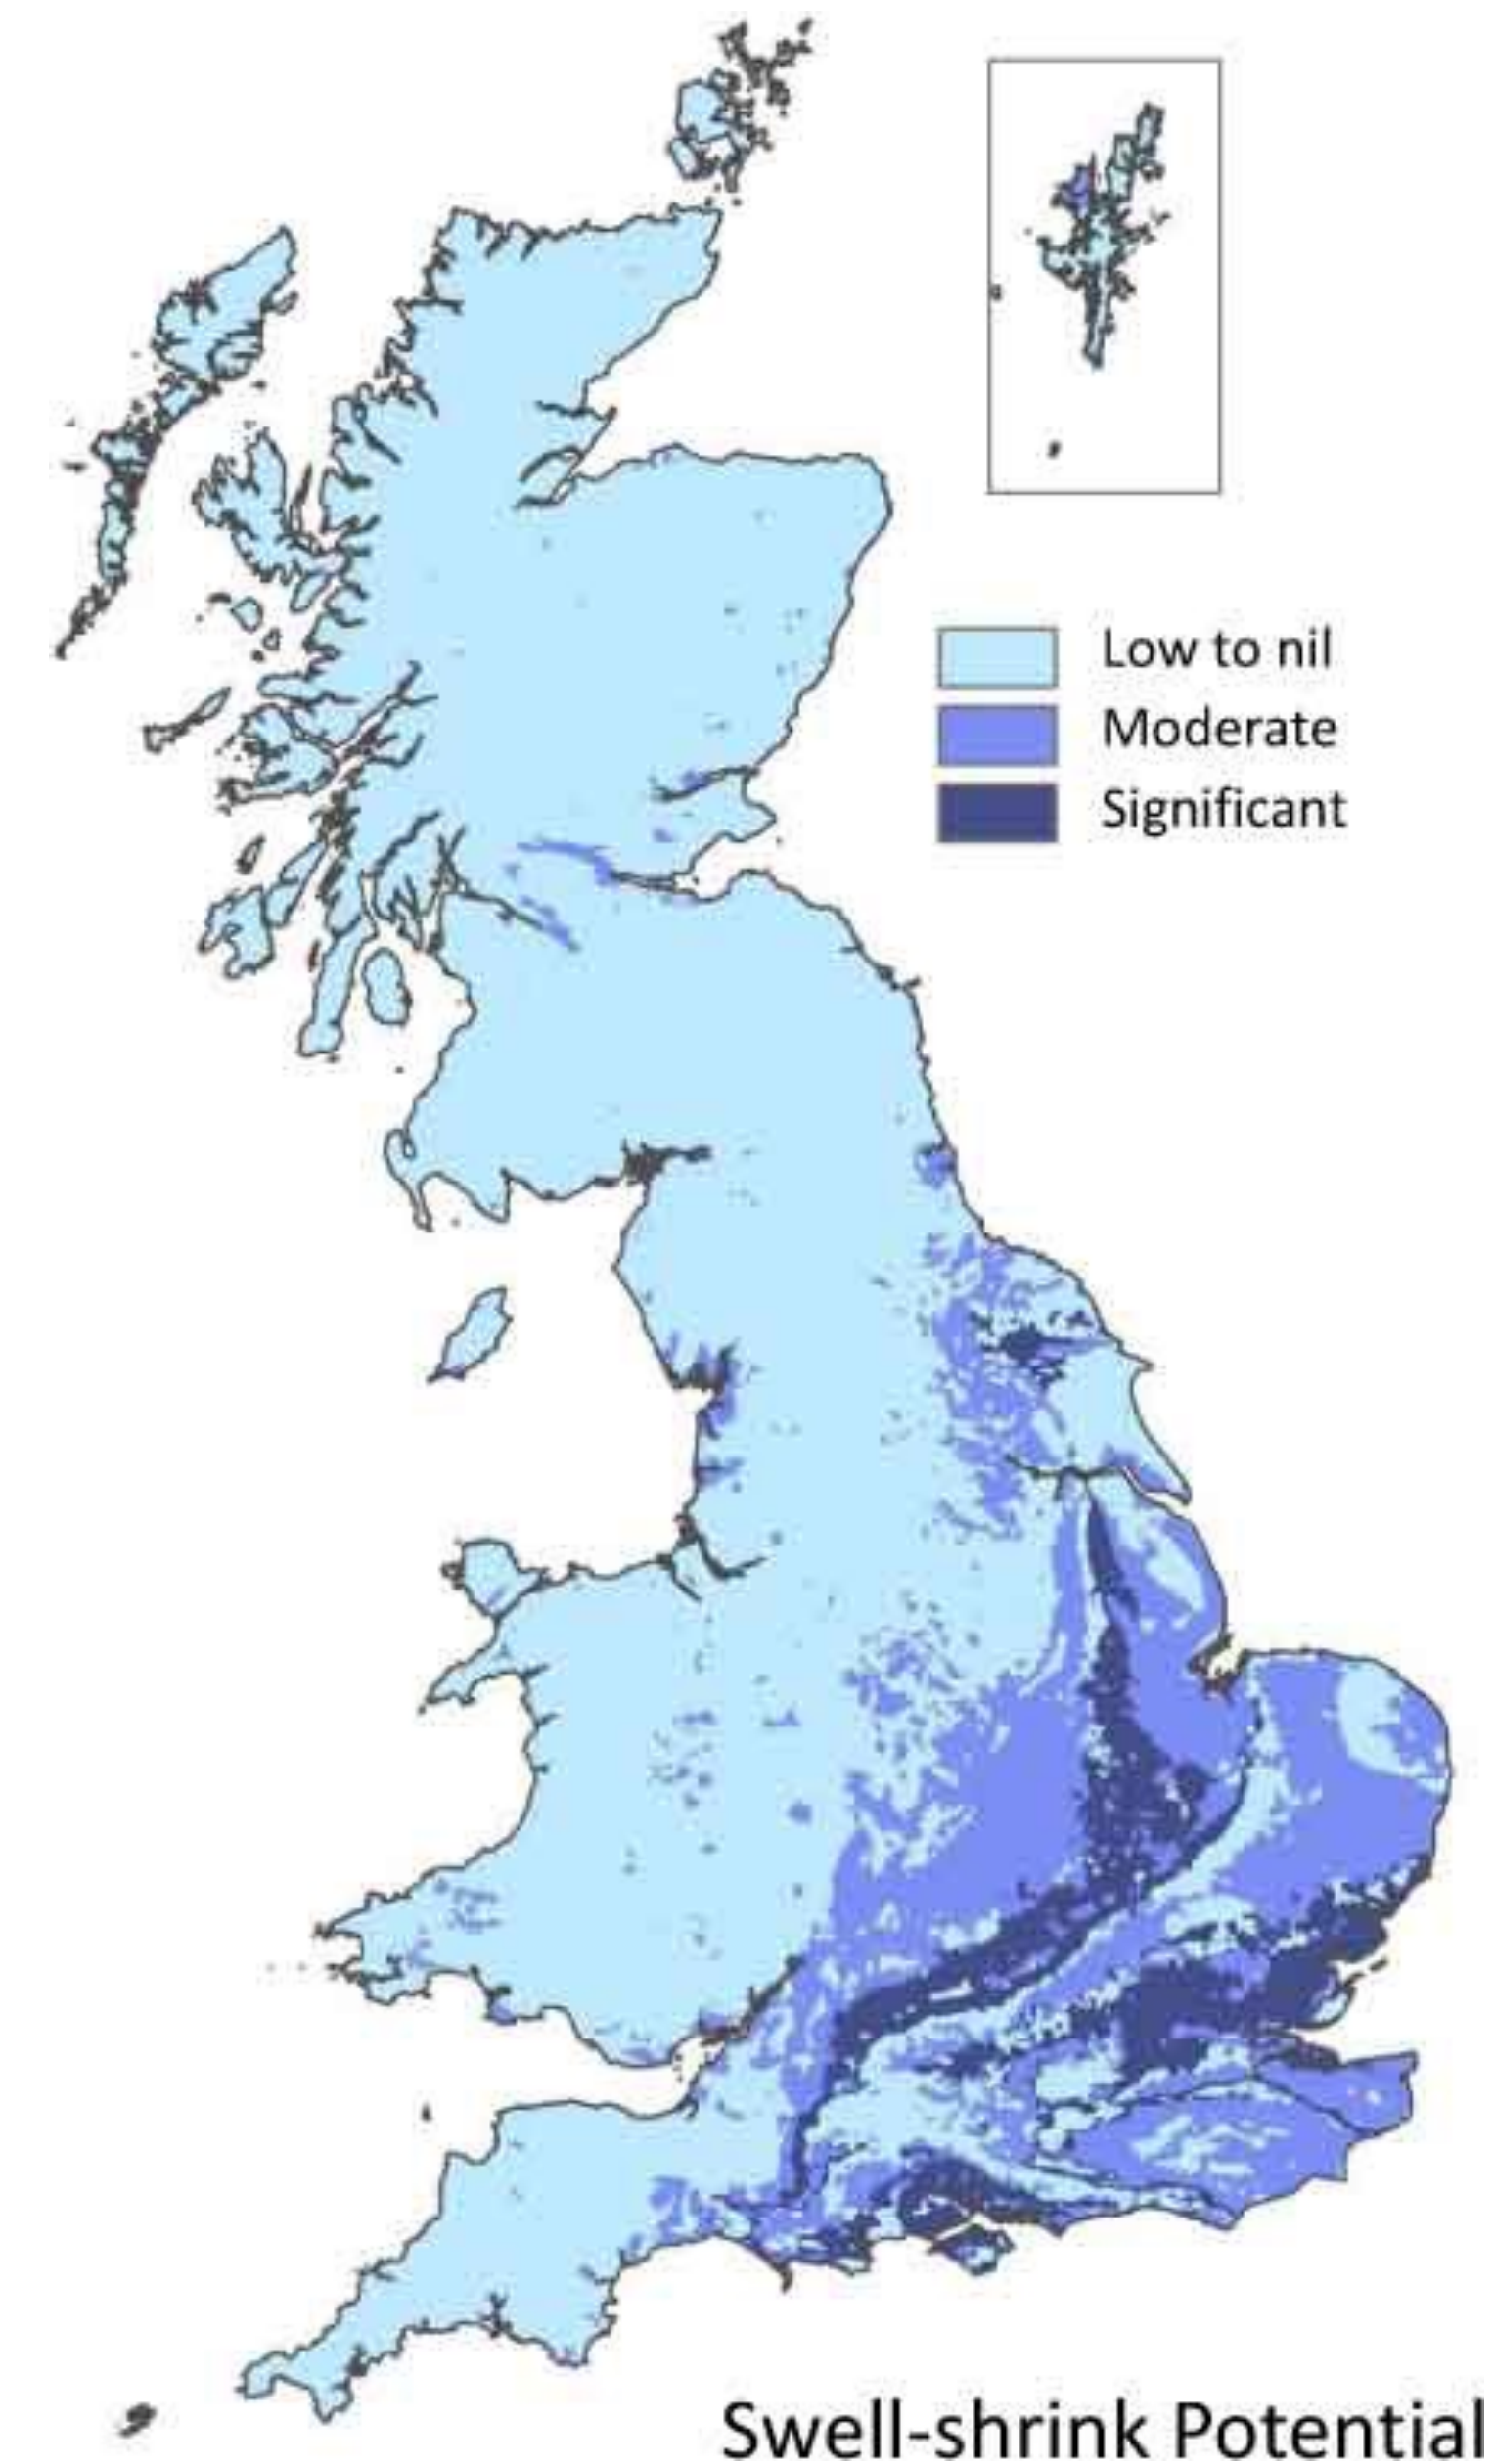 Low to nil
Moderate
Significant
Swell-shrink Potential